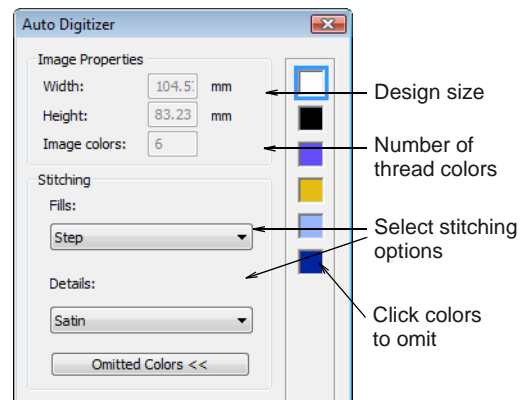 Auto Digitizer
Image Properties
Width: 104.57 mm
Height: 83.23 mm
Image colors: 6
Stitching
Fills:
Step
Details:
Satin
Omitted Colors <<
Design size
Number of
thread colors
Select stitching
options
Click colors
to omit